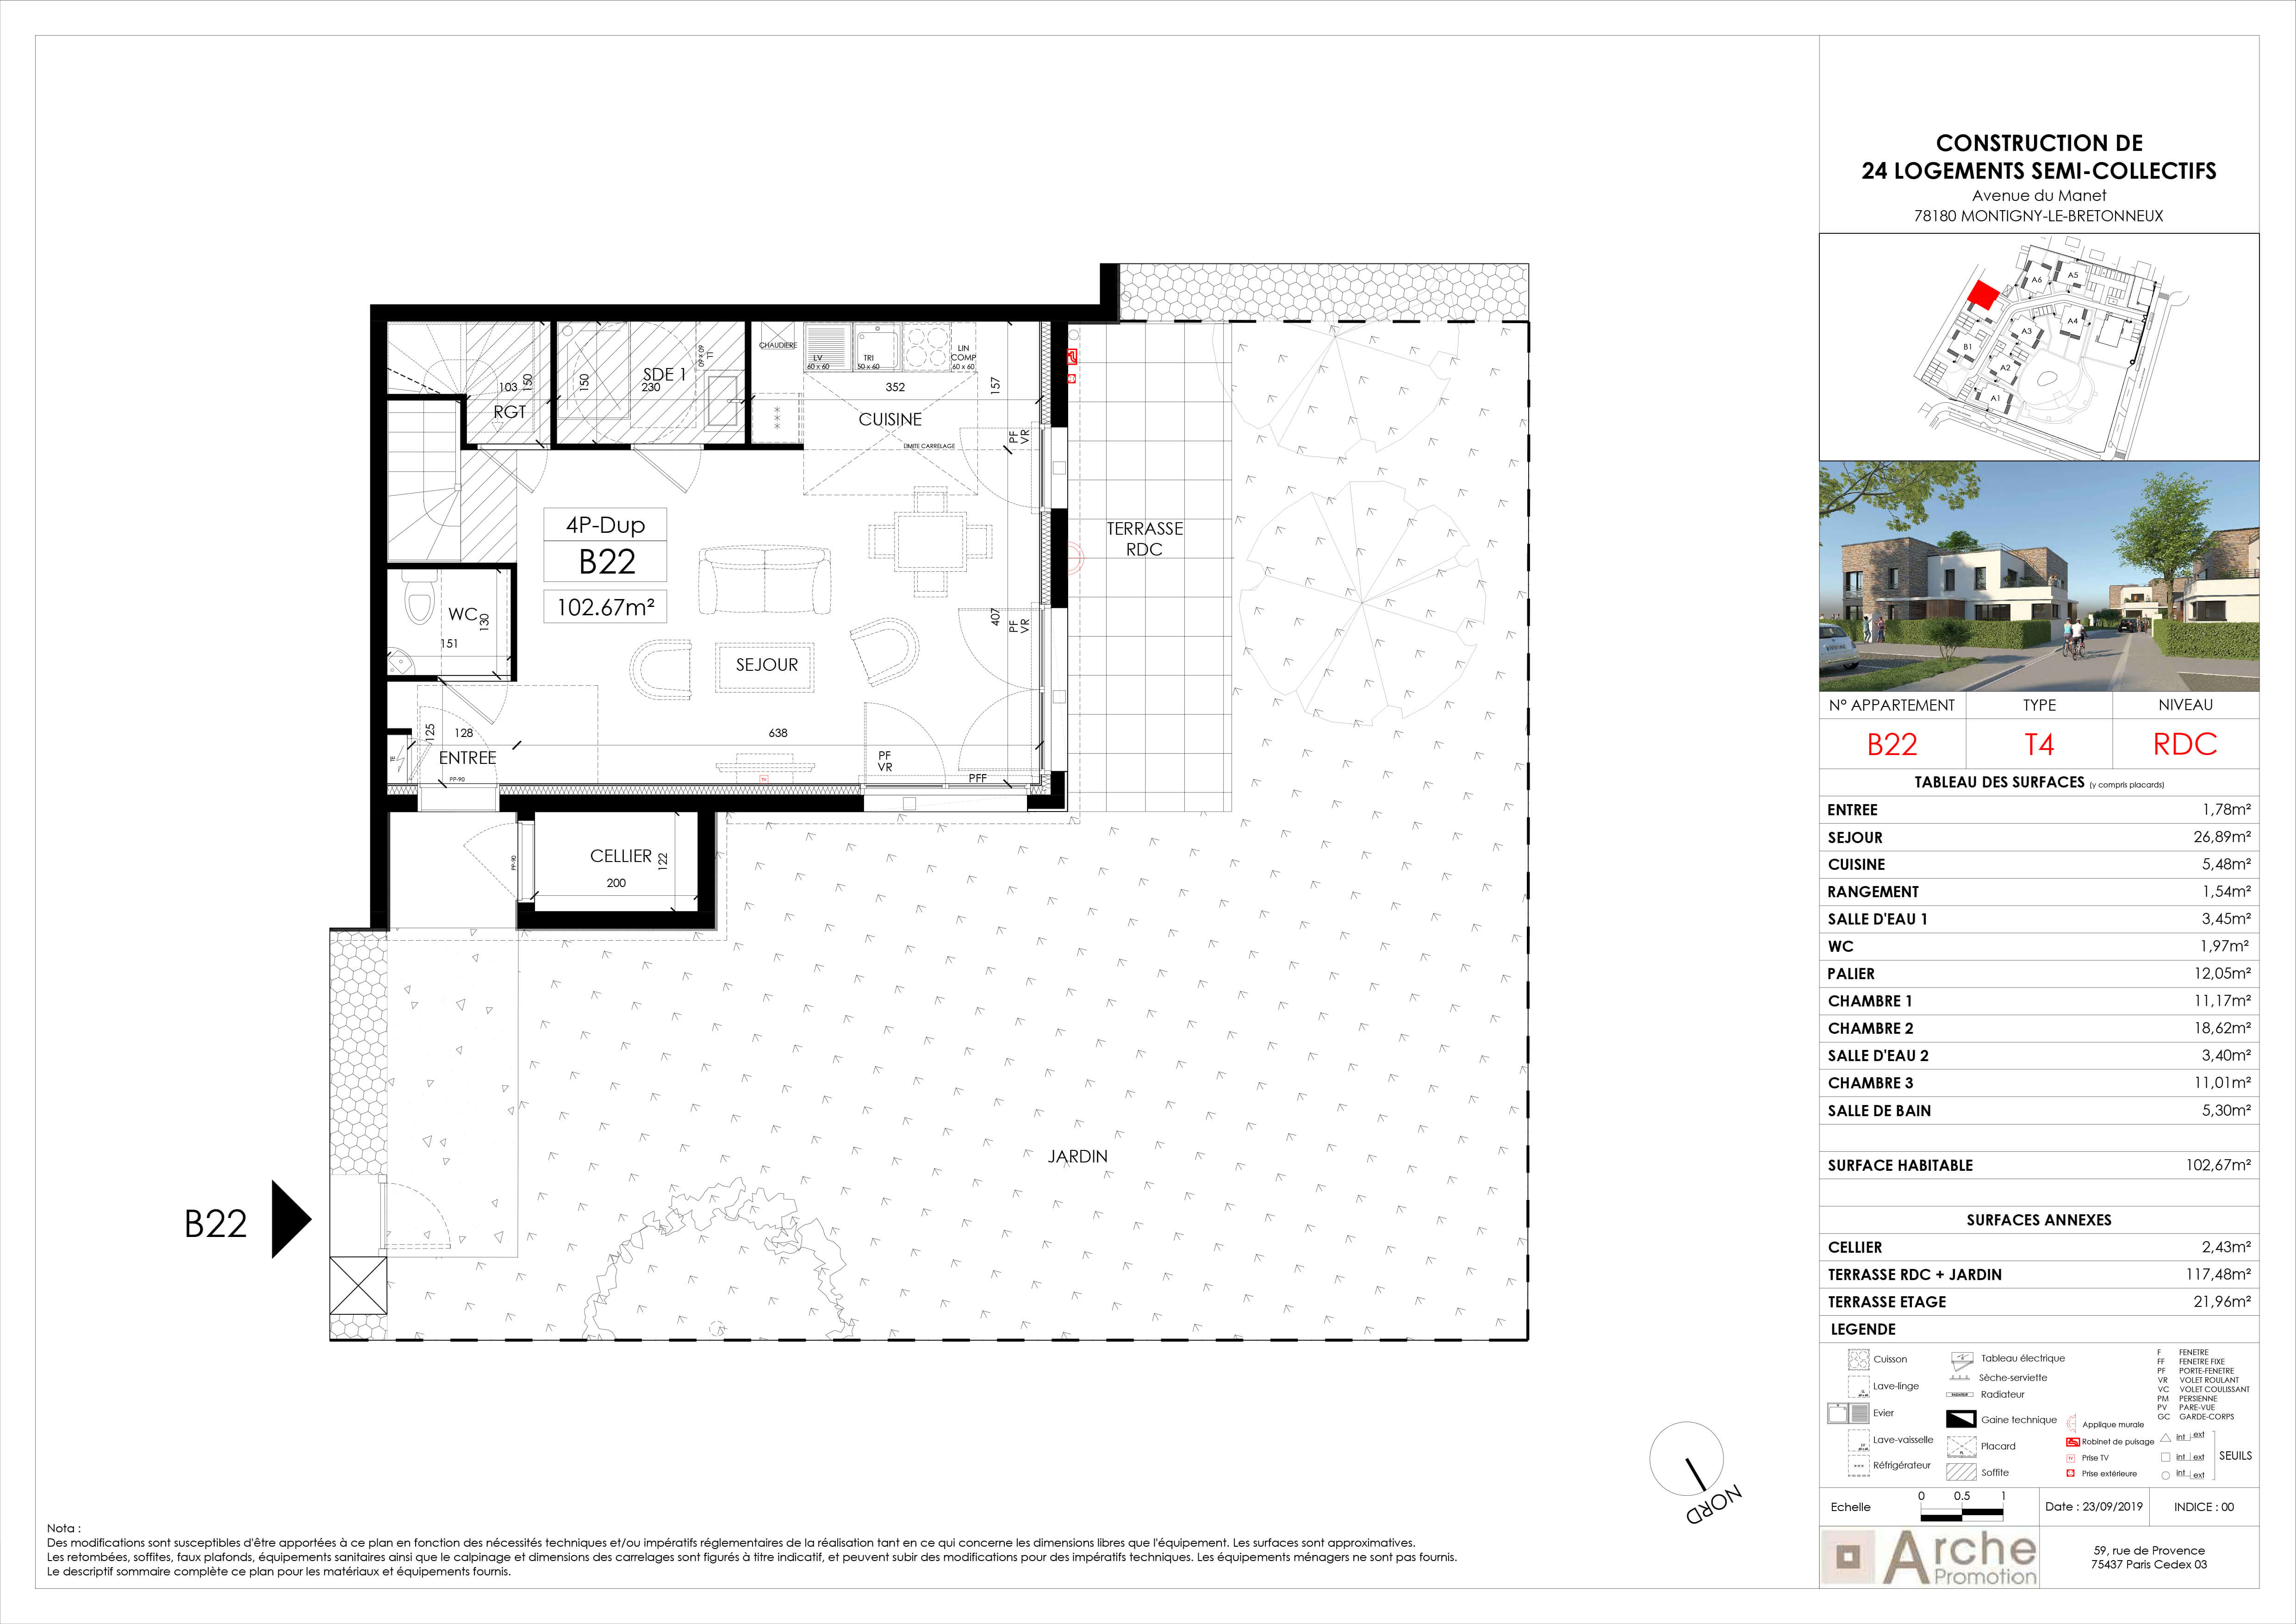 CONSTRUCTION DE
24 LOGEMENTS SEMI-COLLECTIFS
Avenue du Manet
78180 MONTIGNY-LE-BRETONNEUX
A6
A5
A4
A3
B1
A2
A1
N° APPARTEMENT
TYPE
NIVEAU
B22
T4
RDC
TABLEAU DES SURFACES (y compris placards)
ENTREE 1,78m²
SEJOUR 26,89m²
CUISINE 5,48m²
RANGEMENT 1,54m²
SALLE D'EAU 1 3,45m²
WC 1,97m²
PALIER 12,05m²
CHAMBRE 1 11,17m²
CHAMBRE 2 18,62m²
SALLE D'EAU 2 3,40m²
CHAMBRE 3 11,01m²
SALLE DE BAIN 5,30m²
SURFACE HABITABLE 102,67m²
SURFACES ANNEXES
CELLIER 2,43m²
TERRASSE RDC + JARDIN 117,48m²
TERRASSE ETAGE 21,96m²
LEGENDE
Cuisson
Lave-linge
Evier
Lave-vaisselle
Réfrigérateur
Tableau électrique
Sèche-serviette
Radiateur
Gaine technique
Placard
Soffite
Applique murale
Robinet de puisage
Prise TV
Prise extérieure
F FENETRE
FF FENETRE FIXE
PF PORTE-FENETRE
VR VOLET ROULANT
VC VOLET COULISSANT
PM PERSIENNE
PV PARE-VUE
GC GARDE-CORPS
int ext
int ext
int ext
SEUILS
Echelle
0 0.5 1
Date : 23/09/2019
INDICE : 00
Arche
Promotion
59, rue de Provence
75437 Paris Cedex 03
103
150
RGT
150
SDE 1
230
LL
60 x 60
CHAUDIERE
LV
60 x 60
TRI
50 x 60
LIN
COMP
60 x 60
352
157
CUISINE
LIMITE CARRELAGE
PF
VR
4P-Dup
B22
102.67m²
TERRASSE
RDC
WC
130
151
SEJOUR
407
PF
VR
125
128
638
ENTREE
TE
PP-90
TV
PF
VR
PFF
CELLIER
122
200
PP-90
JARDIN
B22
NORD
Nota :
Des modifications sont susceptibles d'être apportées à ce plan en fonction des nécessités techniques et/ou impératifs réglementaires de la réalisation tant en ce qui concerne les dimensions libres que l'équipement. Les surfaces sont approximatives.
Les retombées, soffites, faux plafonds, équipements sanitaires ainsi que le calpinage et dimensions des carrelages sont figurés à titre indicatif, et peuvent subir des modifications pour des impératifs techniques. Les équipements ménagers ne sont pas fournis.
Le descriptif sommaire complète ce plan pour les matériaux et équipements fournis.